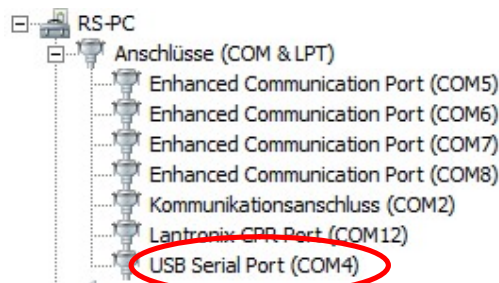 RS-PC
Anschlüsse (COM & LPT)
Enhanced Communication Port (COM5)
Enhanced Communication Port (COM6)
Enhanced Communication Port (COM7)
Enhanced Communication Port (COM8)
Kommunikationsanschluss (COM2)
Lantronix CPR Port (COM12)
USB Serial Port (COM4)